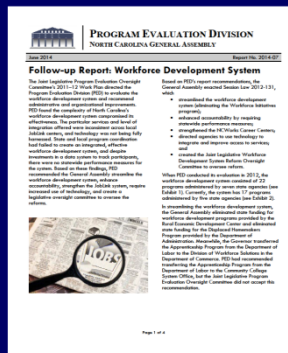 PROGRAM EVALUATION DIVISION
NORTH CAROLINA GENERAL ASSEMBLY
June 2014
Report No. 2014-07
Follow-up Report: Workforce Development System
The Joint Legislative Program Evaluation Oversight
Committee's 2011–12 Work Plan directed the
Program Evaluation Division (PED) to evaluate the
workforce development system and recommend
administrative and organizational improvements.
PED found the complexity of North Carolina's
workforce development system compromised its
effectiveness. The particular services and level of
integration offered were inconsistent across local
JobLink centers, and technology was not being fully
harnessed. State and local program coordination
had failed to create an integrated, effective
workforce development system, and despite
investments in a data system to track participants,
there were no statewide performance measures for
the system. Based on these findings, PED
recommended the General Assembly streamline the
workforce development system, enhance
accountability, strengthen the JobLink system, require
increased use of technology, and create a
legislative oversight committee to oversee the
reforms.
JOBS
Based on PED's report recommendations, the
General Assembly enacted Session Law 2012-131,
which
• streamlined the workforce development
system (eliminating the Workforce Initiatives
program);
• enhanced accountability by requiring
statewide performance measures;
• strengthened the NCWorks Career Centers;
• directed agencies to use technology to
integrate and improve access to services;
and
• created the Joint Legislative Workforce
Development System Reform Oversight
Committee to oversee reform.
When PED conducted its evaluation in 2012, the
workforce development system consisted of 22
programs administered by seven state agencies (see
Exhibit 1). Currently, the system has 17 programs
administered by five state agencies (see Exhibit 2).
In streamlining the workforce development system,
the General Assembly eliminated state funding for
workforce development programs provided by the
Rural Economic Development Center and eliminated
state funding for the Displaced Homemakers
Program provided by the Department of
Administration. Meanwhile, the Governor transferred
the Apprenticeship Program from the Department of
Labor to the Division of Workforce Solutions in the
Department of Commerce. PED had recommended
transferring the Apprenticeship Program from the
Department of Labor to the Community College
System Office, but the Joint Legislative Program
Evaluation Oversight Committee did not accept this
recommendation.
Page 1 of 6